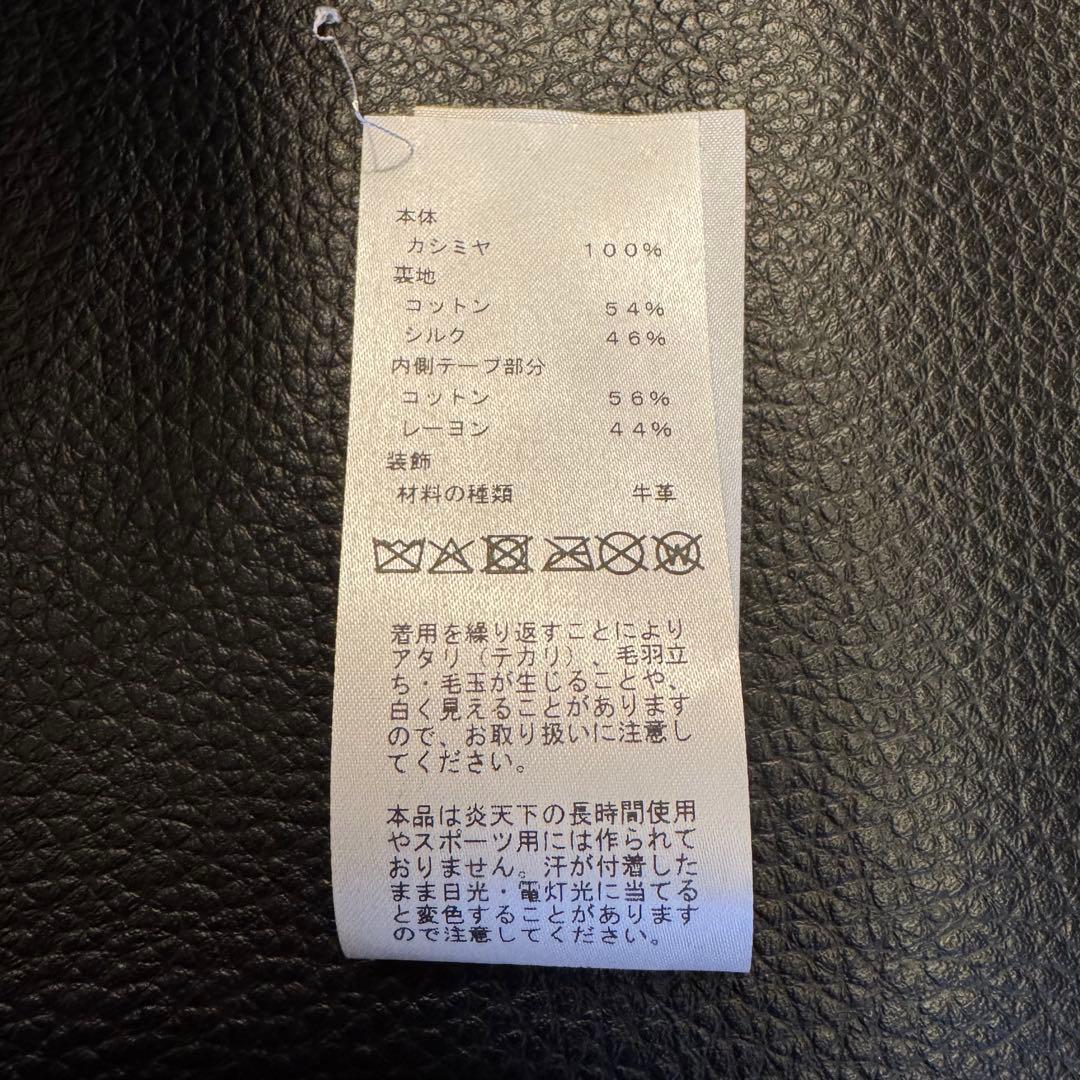 本体
カシミヤ 100%
裏地
コットン 54%
シルク 46%
内側テープ部分
コットン 56%
レーヨン 44%
装飾
材料の種類 牛革
W
着用を繰り返すことにより
アタリ（テカリ）、毛羽立
ち・毛玉が生じることや、
白く見えることがあります
ので、お取り扱いに注意し
てください。
本品は炎天下の長時間使用
やスポーツ用には作られて
おりません。汗が付着した
まま日光・電灯光に当てる
と変色することがあります
ので注意してください。